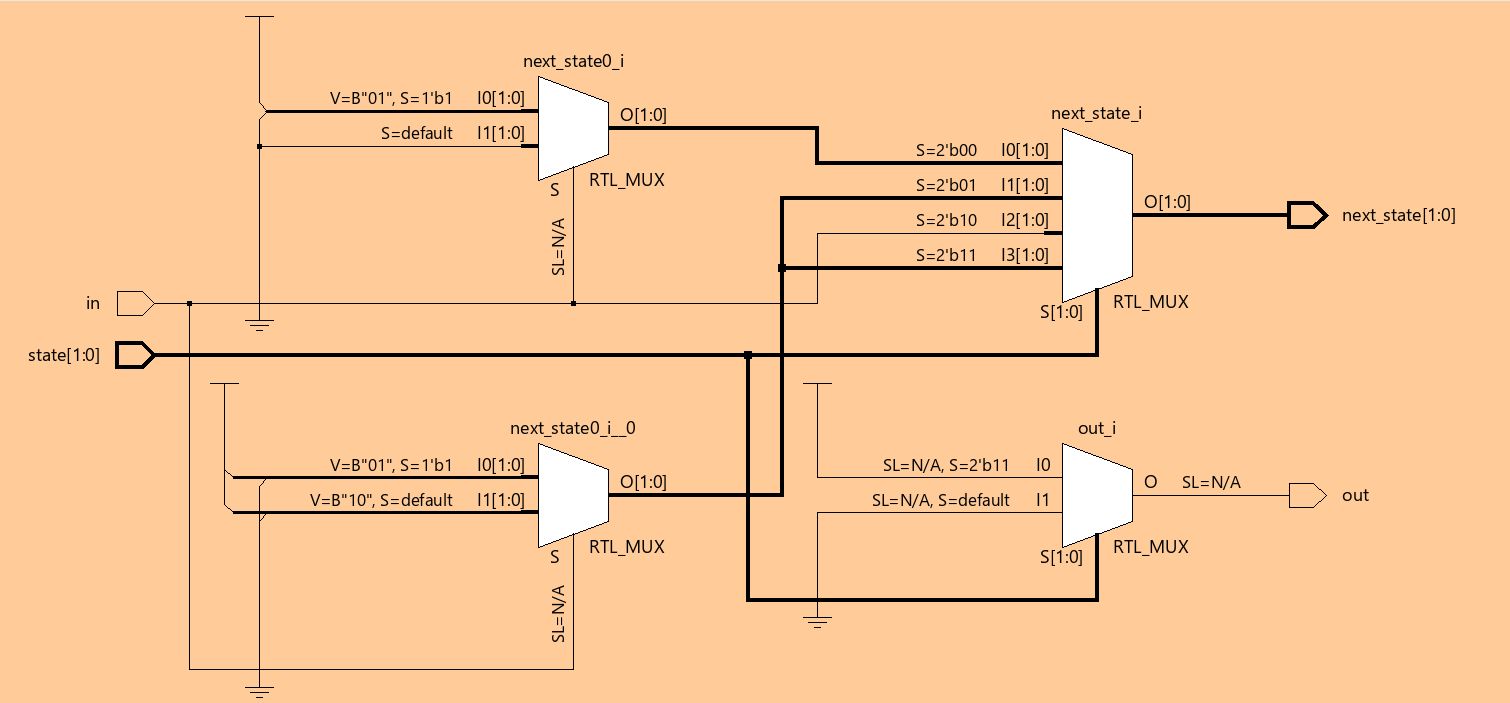 next_state0_i
V=B"01", S=1'b1 I0[1:0]
S=default I1[1:0]
O[1:0]
S
RTL_MUX
SL=N/A
next_state_i
S=2'b00 I0[1:0]
S=2'b01 I1[1:0]
S=2'b10 I2[1:0]
S=2'b11 I3[1:0]
O[1:0]
next_state[1:0]
S[1:0]
RTL_MUX
in
state[1:0]
next_state0_i__0
V=B"01", S=1'b1 I0[1:0]
V=B"10", S=default I1[1:0]
O[1:0]
S
RTL_MUX
SL=N/A
out_i
SL=N/A, S=2'b11 I0
SL=N/A, S=default I1
O SL=N/A
out
S[1:0]
RTL_MUX